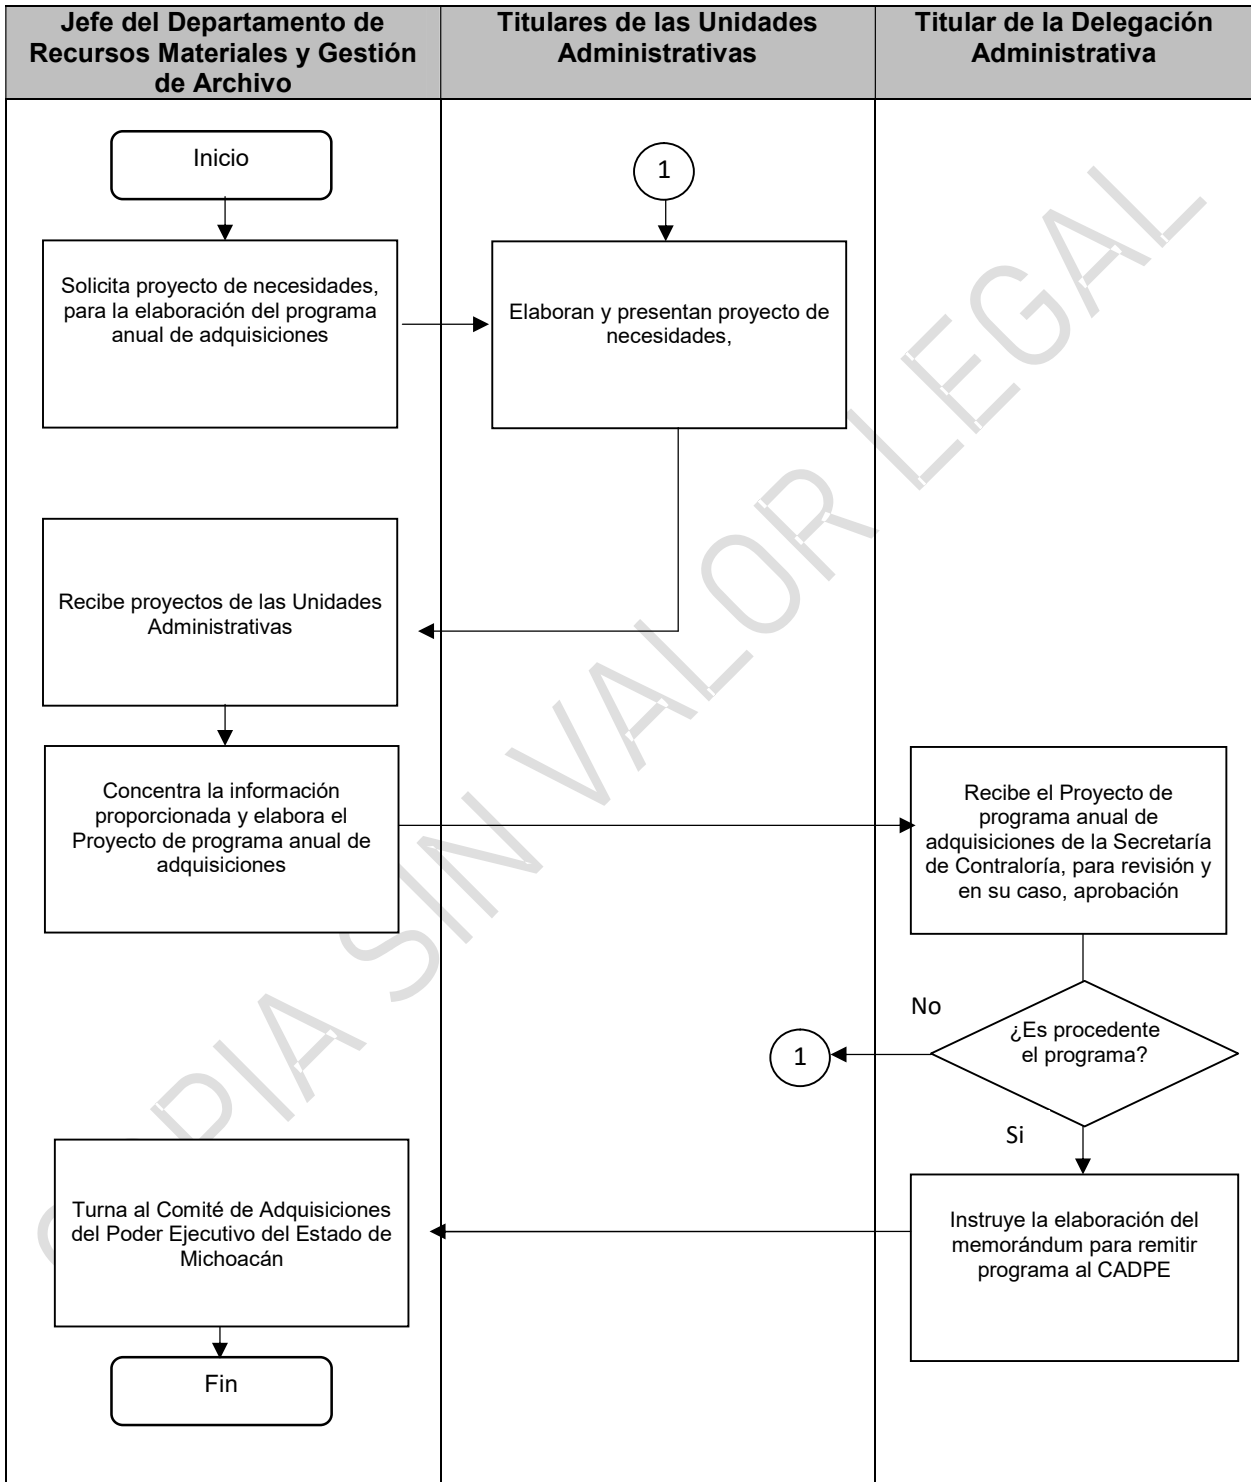 Jefe del Departamento de
Recursos Materiales y Gestión
de Archivo
Titulares de las Unidades
Administrativas
Titular de la Delegación
Administrativa
Inicio
1
Solicita proyecto de necesidades,
para la elaboración del programa
anual de adquisiciones
Elaboran y presentan proyecto de
necesidades,
Recibe proyectos de las Unidades
Administrativas
Concentra la información
proporcionada y elabora el
Proyecto de programa anual de
adquisiciones
Recibe el Proyecto de
programa anual de
adquisiciones de la Secretaría
de Contraloría, para revisión y
en su caso, aprobación
No
¿Es procedente
el programa?
1
Si
Turna al Comité de Adquisiciones
del Poder Ejecutivo del Estado de
Michoacán
Instruye la elaboración del
memorándum para remitir
programa al CADPE
Fin
SIN VALOR LEGAL